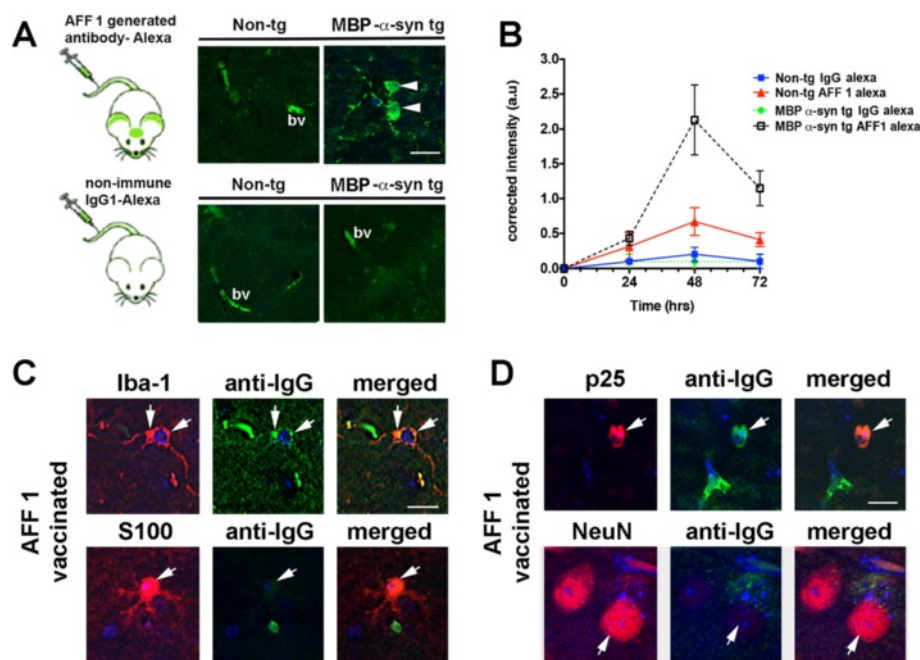 A
AFF 1 generated
antibody- Alexa
Non-tg
MBP-α-syn tg
bv
non-immune
IgG1-Alexa
Non-tg
MBP-α-syn tg
bv
bv
B
corrected intensity (a.u)
3.0
2.5
2.0
1.5
1.0
0.5
0.0
0
24
48
72
Time (hrs)
Non-tg IgG alexa
Non-tg AFF 1 alexa
MBP α-syn tg IgG alexa
MBP α-syn tg AFF1 alexa
C
AFF 1
vaccinated
Iba-1
anti-IgG
merged
S100
anti-IgG
merged
D
AFF 1
vaccinated
p25
anti-IgG
merged
NeuN
anti-IgG
merged